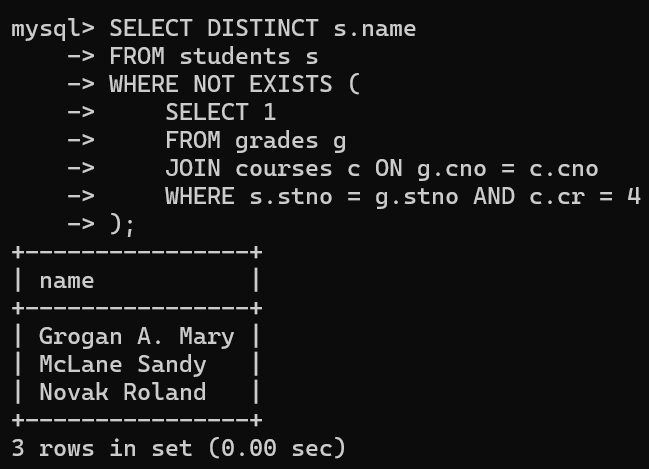 mysql> SELECT DISTINCT s.name
    -> FROM students s
    -> WHERE NOT EXISTS (
    ->     SELECT 1
    ->     FROM grades g
    ->     JOIN courses c ON g.cno = c.cno
    ->     WHERE s.stno = g.stno AND c.cr = 4
    -> );
+----------------+
| name           |
+----------------+
| Grogan A. Mary |
| McLane Sandy   |
| Novak Roland   |
+----------------+
3 rows in set (0.00 sec)